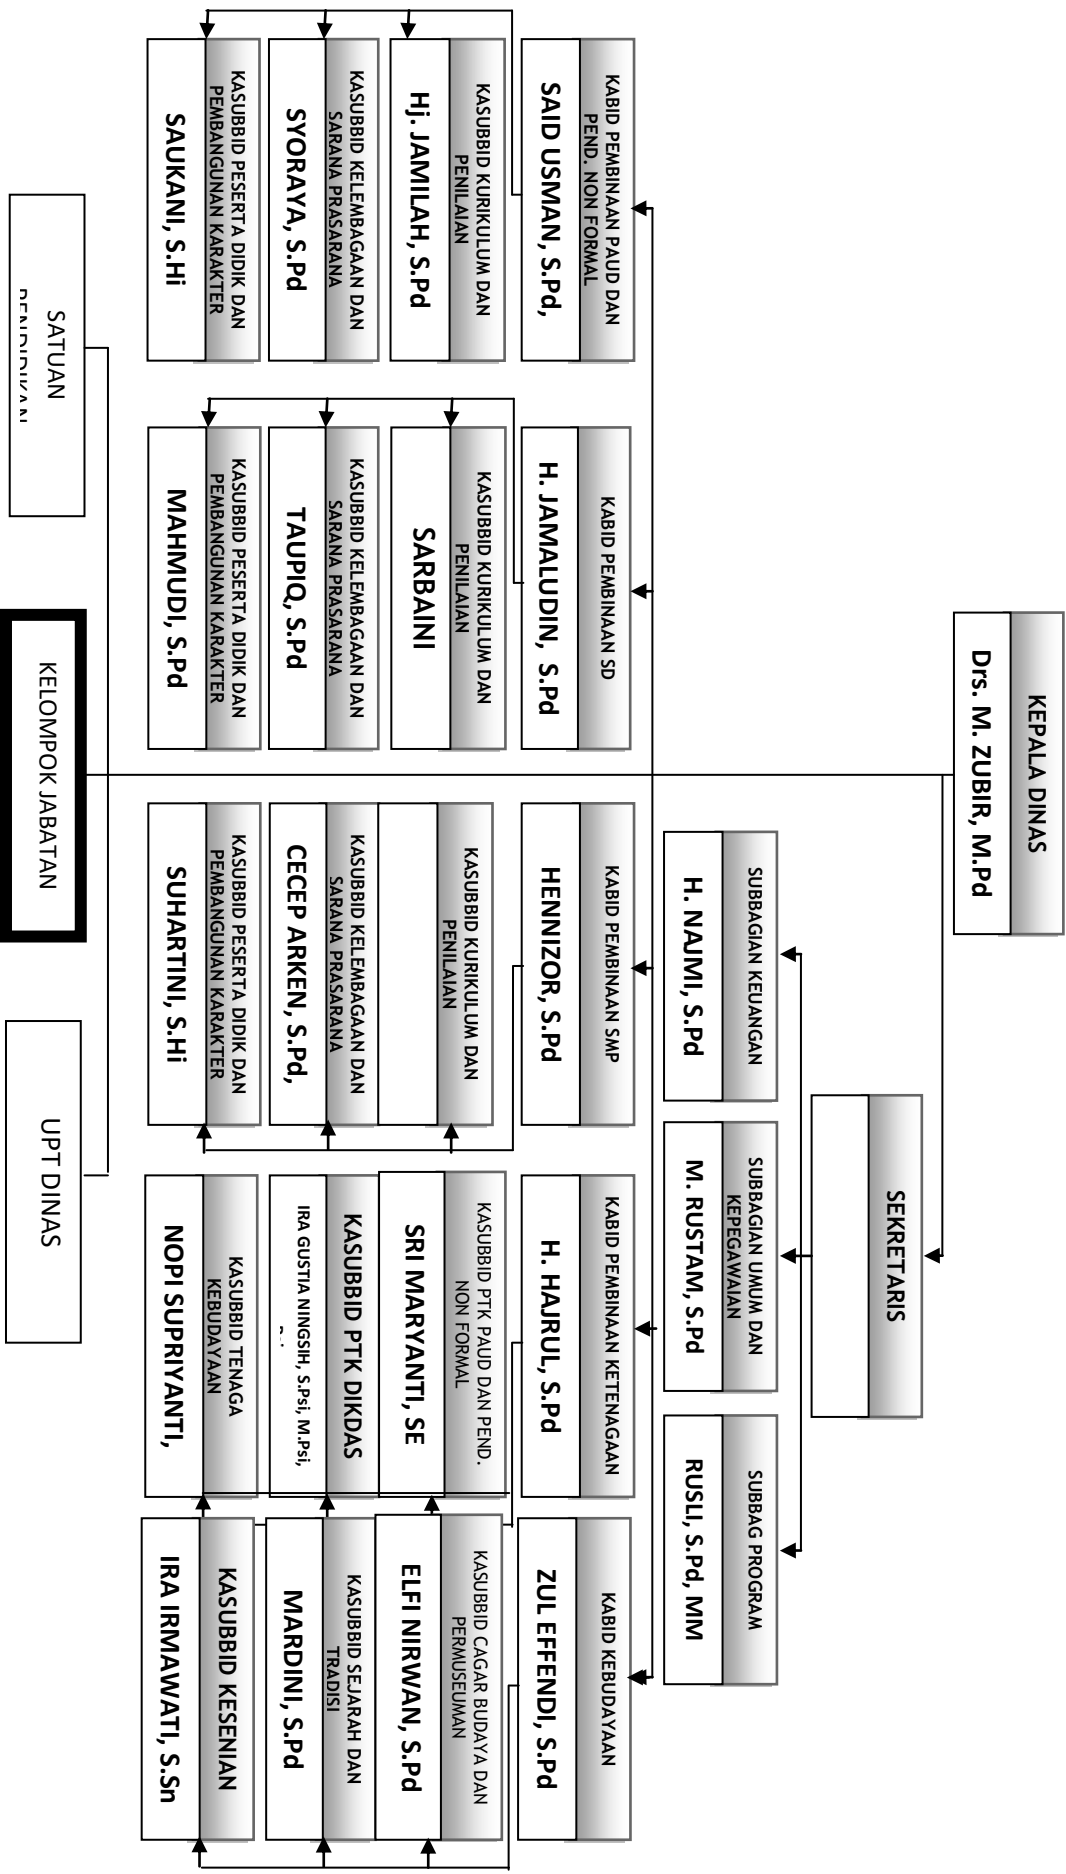 KEPALA DINAS
Drs. M. ZUBIR, M.Pd
SEKRETARIS
SUBBAGIAN KEUANGAN
H. NAJMI, S.Pd
SUBBAGIAN UMUM DAN
KEPEGAWAIAN
M. RUSTAM, S.Pd
SUBBAG PROGRAM
RUSLI, S.Pd, MM
KABID PEMBINAAN PAUD DAN
PEND. NON FORMAL
SAID USMAN, S.Pd,
KABID PEMBINAAN SD
H. JAMALUDIN, S.Pd
KABID PEMBINAAN SMP
HENNIZOR, S.Pd
KABID PEMBINAAN KETENAGAAN
H. HAJRUL, S.Pd
KABID KEBUDAYAAN
ZUL EFFENDI, S.Pd
KASUBBID KURIKULUM DAN
PENILAIAN
Hj. JAMILAH, S.Pd
KASUBBID KURIKULUM DAN
PENILAIAN
SARBAINI
KASUBBID KURIKULUM DAN
PENILAIAN
KASUBBID PTK PAUD DAN PEND.
NON FORMAL
SRI MARYANTI, SE
KASUBBID CAGAR BUDAYA DAN
PERMUSEUMAN
ELFI NIRWAN, S.Pd
KASUBBID KELEMBAGAAN DAN
SARANA PRASARANA
SYORAYA, S.Pd
KASUBBID KELEMBAGAAN DAN
SARANA PRASARANA
TAUPIQ, S.Pd
KASUBBID KELEMBAGAAN DAN
SARANA PRASARANA
CECEP ARKEN, S.Pd,
KASUBBID PTK DIKDAS
IRA GUSTIA NINGSIH, S.Psi, M.Psi,
KASUBBID SEJARAH DAN
TRADISI
MARDINI, S.Pd
KASUBBID PESERTA DIDIK DAN
PEMBANGUNAN KARAKTER
SAUKANI, S.Hi
KASUBBID PESERTA DIDIK DAN
PEMBANGUNAN KARAKTER
MAHMUDI, S.Pd
KASUBBID PESERTA DIDIK DAN
PEMBANGUNAN KARAKTER
SUHARTINI, S.Hi
KASUBBID TENAGA
KEBUDAYAAN
NOPI SUPRIYANTI,
KASUBBID KESENIAN
IRA IRMAWATI, S.Sn
SATUAN
PENDIDIKAN
KELOMPOK JABATAN
UPT DINAS